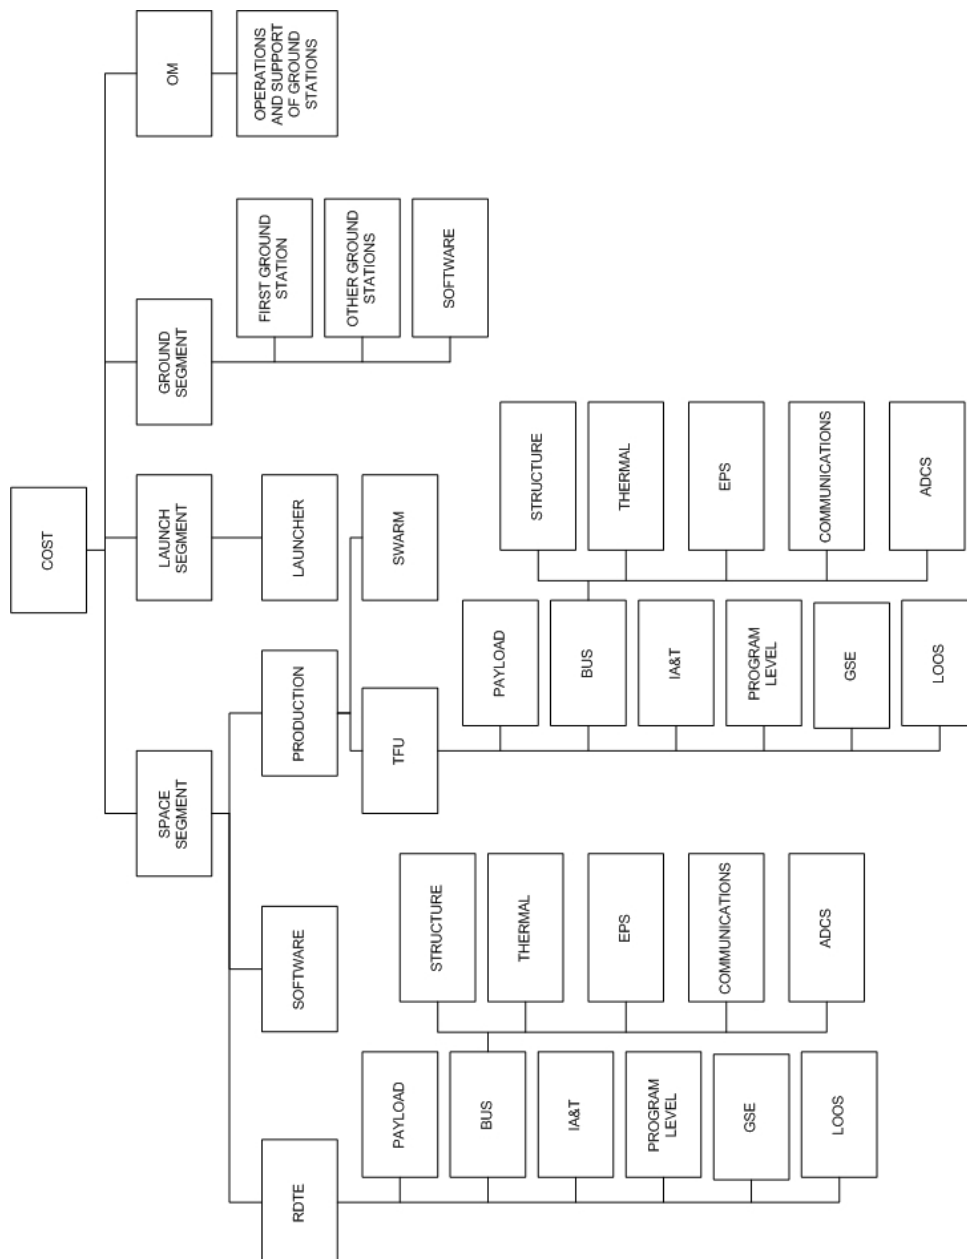 COST
SPACE
SEGMENT
LAUNCH
SEGMENT
GROUND
SEGMENT
OM
RDTE
SOFTWARE
PRODUCTION
LAUNCHER
FIRST GROUND
STATION
OTHER GROUND
STATIONS
SOFTWARE
OPERATIONS
AND SUPPORT
OF GROUND
STATIONS
PAYLOAD
BUS
IA&T
PROGRAM
LEVEL
GSE
LOOS
STRUCTURE
THERMAL
EPS
COMMUNICATIONS
ADCS
TFU
SWARM
PAYLOAD
BUS
IA&T
PROGRAM
LEVEL
GSE
LOOS
STRUCTURE
THERMAL
EPS
COMMUNICATIONS
ADCS